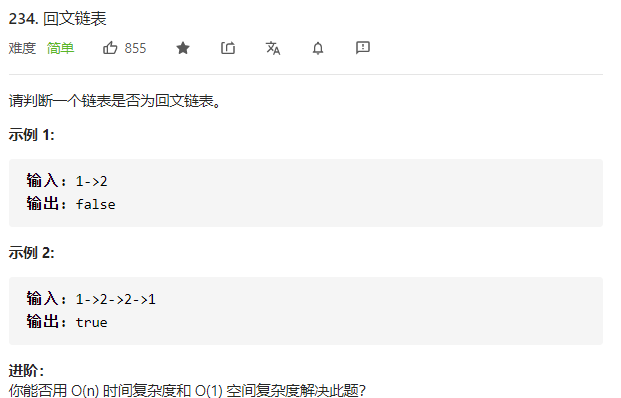 234. 回文链表
难度 简单 855
请判断一个链表是否为回文链表。
示例 1:
输入: 1->2
输出: false
示例 2:
输入: 1->2->2->1
输出: true
进阶：
你能否用 O(n) 时间复杂度和 O(1) 空间复杂度解决此题？